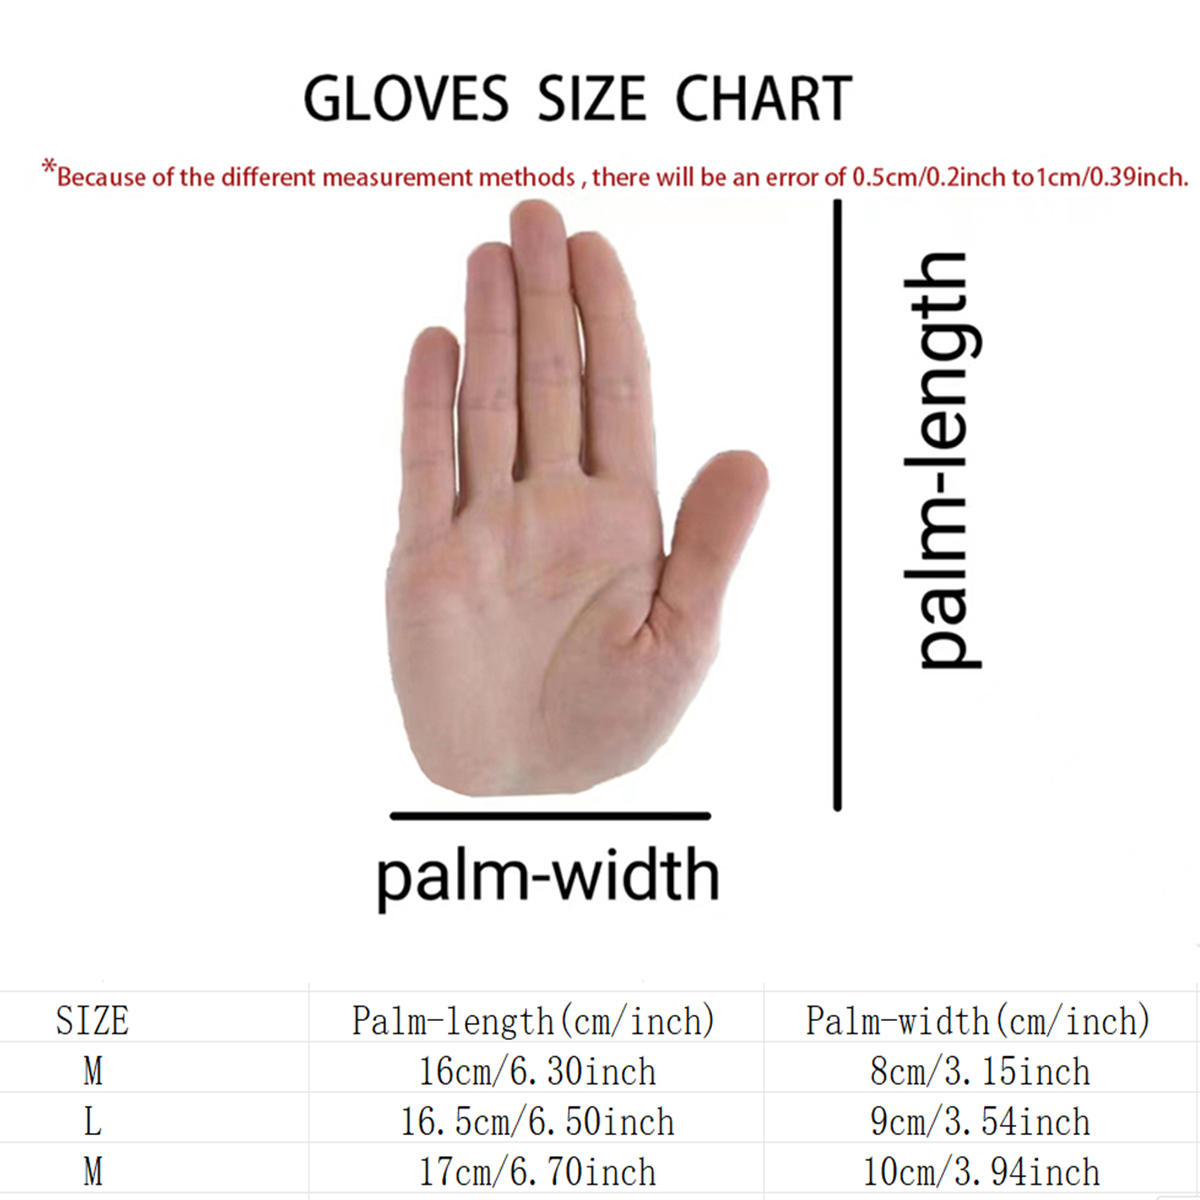 GLOVES SIZE CHART
*Because of the different measurement methods , there will be an error of 0.5cm/0.2inch to1cm/0.39inch.
palm-length
palm-width
SIZE Palm-length(cm/inch) Palm-width(cm/inch)
M 16cm/6.30inch 8cm/3.15inch
L 16.5cm/6.50inch 9cm/3.54inch
M 17cm/6.70inch 10cm/3.94inch